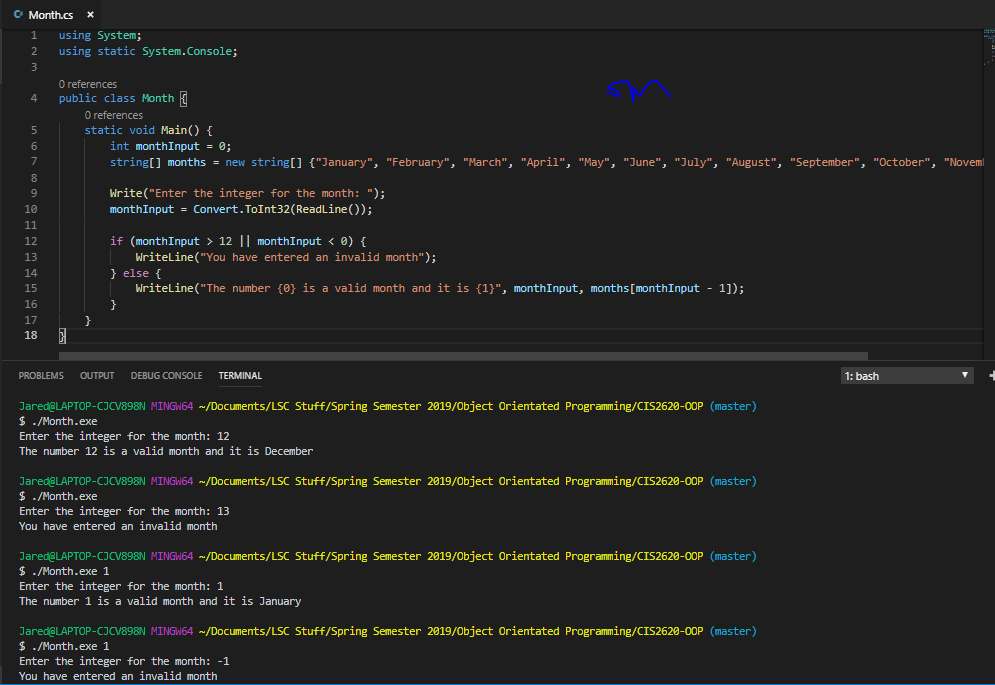 Month.cs ×
1 using System;
2 using static System.Console;
3
0 references
4 public class Month {
0 references
5 static void Main() {
6 int monthInput = 0;
7 string[] months = new string[] {"January", "February", "March", "April", "May", "June", "July", "August", "September", "October", "Novem
8
9 Write("Enter the integer for the month: ");
10 monthInput = Convert.ToInt32(ReadLine());
11
12 if (monthInput > 12 || monthInput < 0) {
13 WriteLine("You have entered an invalid month");
14 } else {
15 WriteLine("The number {0} is a valid month and it is {1}", monthInput, months[monthInput - 1]);
16 }
17 }
18 }
PROBLEMS OUTPUT DEBUG CONSOLE TERMINAL 1: bash
Jared@LAPTOP-CJCV898N MINGW64 ~/Documents/LSC Stuff/Spring Semester 2019/Object Orientated Programming/CIS2620-OOP (master)
$ ./Month.exe
Enter the integer for the month: 12
The number 12 is a valid month and it is December
Jared@LAPTOP-CJCV898N MINGW64 ~/Documents/LSC Stuff/Spring Semester 2019/Object Orientated Programming/CIS2620-OOP (master)
$ ./Month.exe
Enter the integer for the month: 13
You have entered an invalid month
Jared@LAPTOP-CJCV898N MINGW64 ~/Documents/LSC Stuff/Spring Semester 2019/Object Orientated Programming/CIS2620-OOP (master)
$ ./Month.exe 1
Enter the integer for the month: 1
The number 1 is a valid month and it is January
Jared@LAPTOP-CJCV898N MINGW64 ~/Documents/LSC Stuff/Spring Semester 2019/Object Orientated Programming/CIS2620-OOP (master)
$ ./Month.exe 1
Enter the integer for the month: -1
You have entered an invalid month